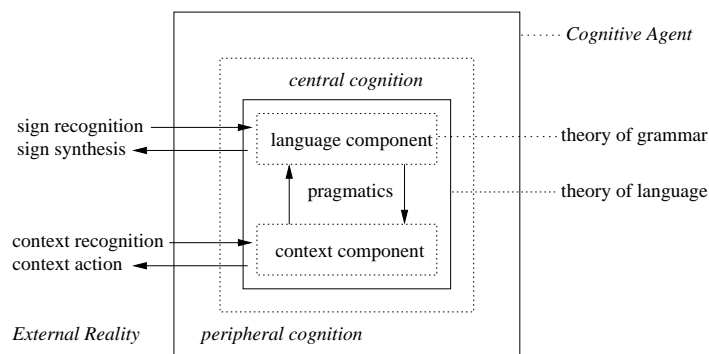 Cognitive Agent
central cognition
sign recognition
sign synthesis
language component
theory of grammar
pragmatics
theory of language
context recognition
context action
context component
External Reality
peripheral cognition